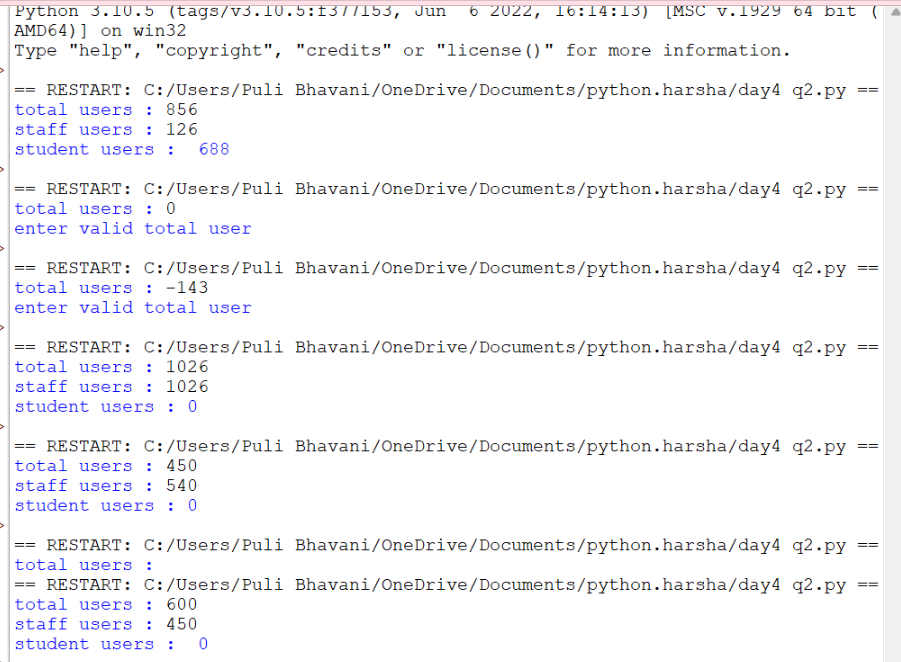 Python 3.10.5 (tags/v3.10.5:f377153, Jun  6 2022, 16:14:13) [MSC v.1929 64 bit (
AMD64)] on win32
Type "help", "copyright", "credits" or "license()" for more information.
== RESTART: C:/Users/Puli Bhavani/OneDrive/Documents/python.harsha/day4 q2.py ==
total users : 856
staff users : 126
student users :  688
== RESTART: C:/Users/Puli Bhavani/OneDrive/Documents/python.harsha/day4 q2.py ==
total users : 0
enter valid total user
== RESTART: C:/Users/Puli Bhavani/OneDrive/Documents/python.harsha/day4 q2.py ==
total users : -143
enter valid total user
== RESTART: C:/Users/Puli Bhavani/OneDrive/Documents/python.harsha/day4 q2.py ==
total users : 1026
staff users : 1026
student users : 0
== RESTART: C:/Users/Puli Bhavani/OneDrive/Documents/python.harsha/day4 q2.py ==
total users : 450
staff users : 540
student users : 0
== RESTART: C:/Users/Puli Bhavani/OneDrive/Documents/python.harsha/day4 q2.py ==
total users :
== RESTART: C:/Users/Puli Bhavani/OneDrive/Documents/python.harsha/day4 q2.py ==
total users : 600
staff users : 450
student users :  0